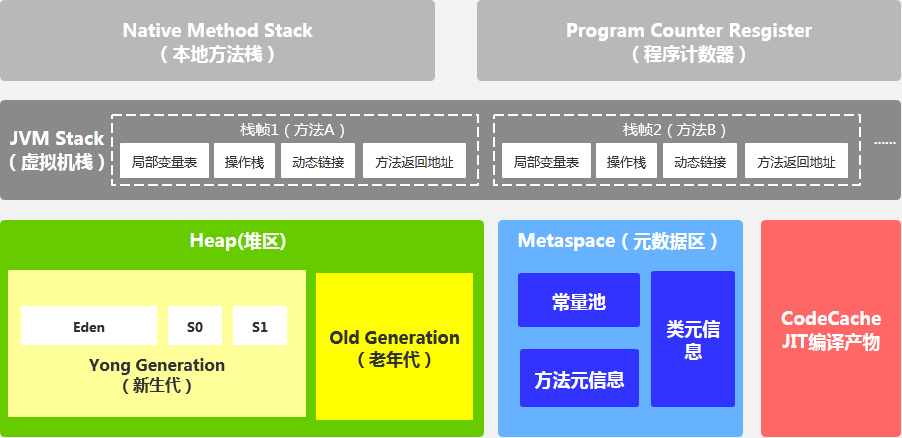 Native Method Stack
（本地方法栈）
Program Counter Resgister
（程序计数器）
JVM Stack
（虚拟机栈）
栈帧1（方法A）
局部变量表
操作栈
动态链接
方法返回地址
栈帧2（方法B）
局部变量表
操作栈
动态链接
方法返回地址
......
Heap(堆区)
Eden
S0
S1
Yong Generation
（新生代）
Old Generation
（老年代）
Metaspace（元数据区）
常量池
方法元信息
类元信
息
CodeCache
JIT编译产物